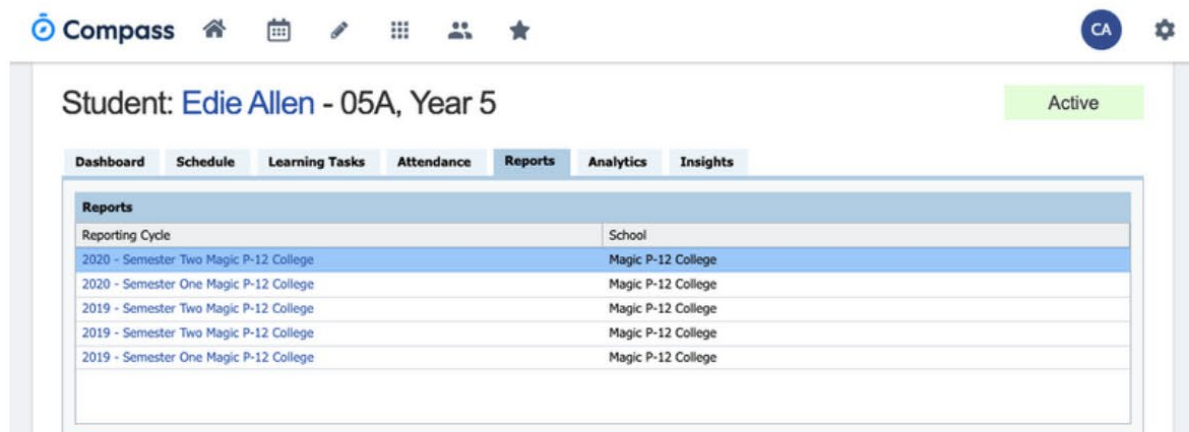 Compass CA
Student: Edie Allen - 05A, Year 5 Active
Dashboard Schedule Learning Tasks Attendance Reports Analytics Insights
Reports
Reporting Cycle School
2020 - Semester Two Magic P-12 College Magic P-12 College
2020 - Semester One Magic P-12 College Magic P-12 College
2019 - Semester Two Magic P-12 College Magic P-12 College
2019 - Semester Two Magic P-12 College Magic P-12 College
2019 - Semester One Magic P-12 College Magic P-12 College